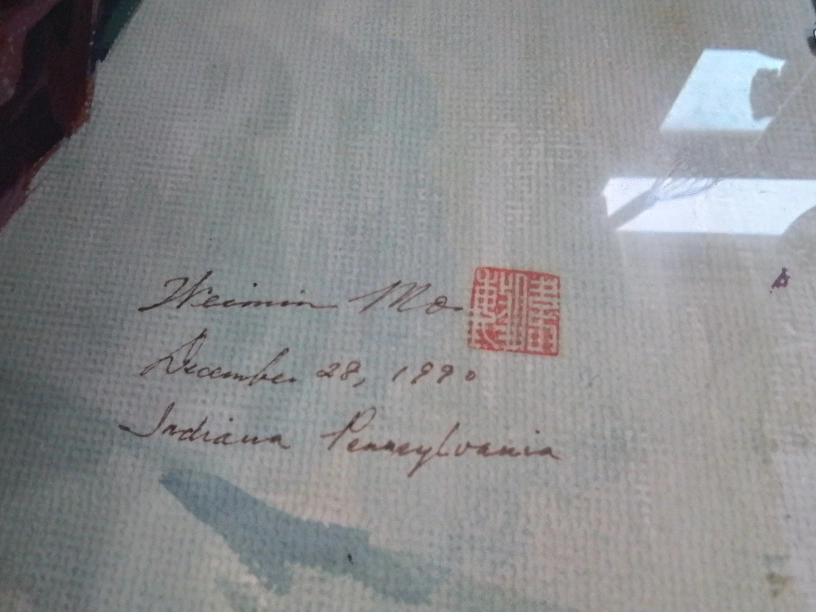 Weimin Mo
December 28, 1990
Indiana Pennsylvania